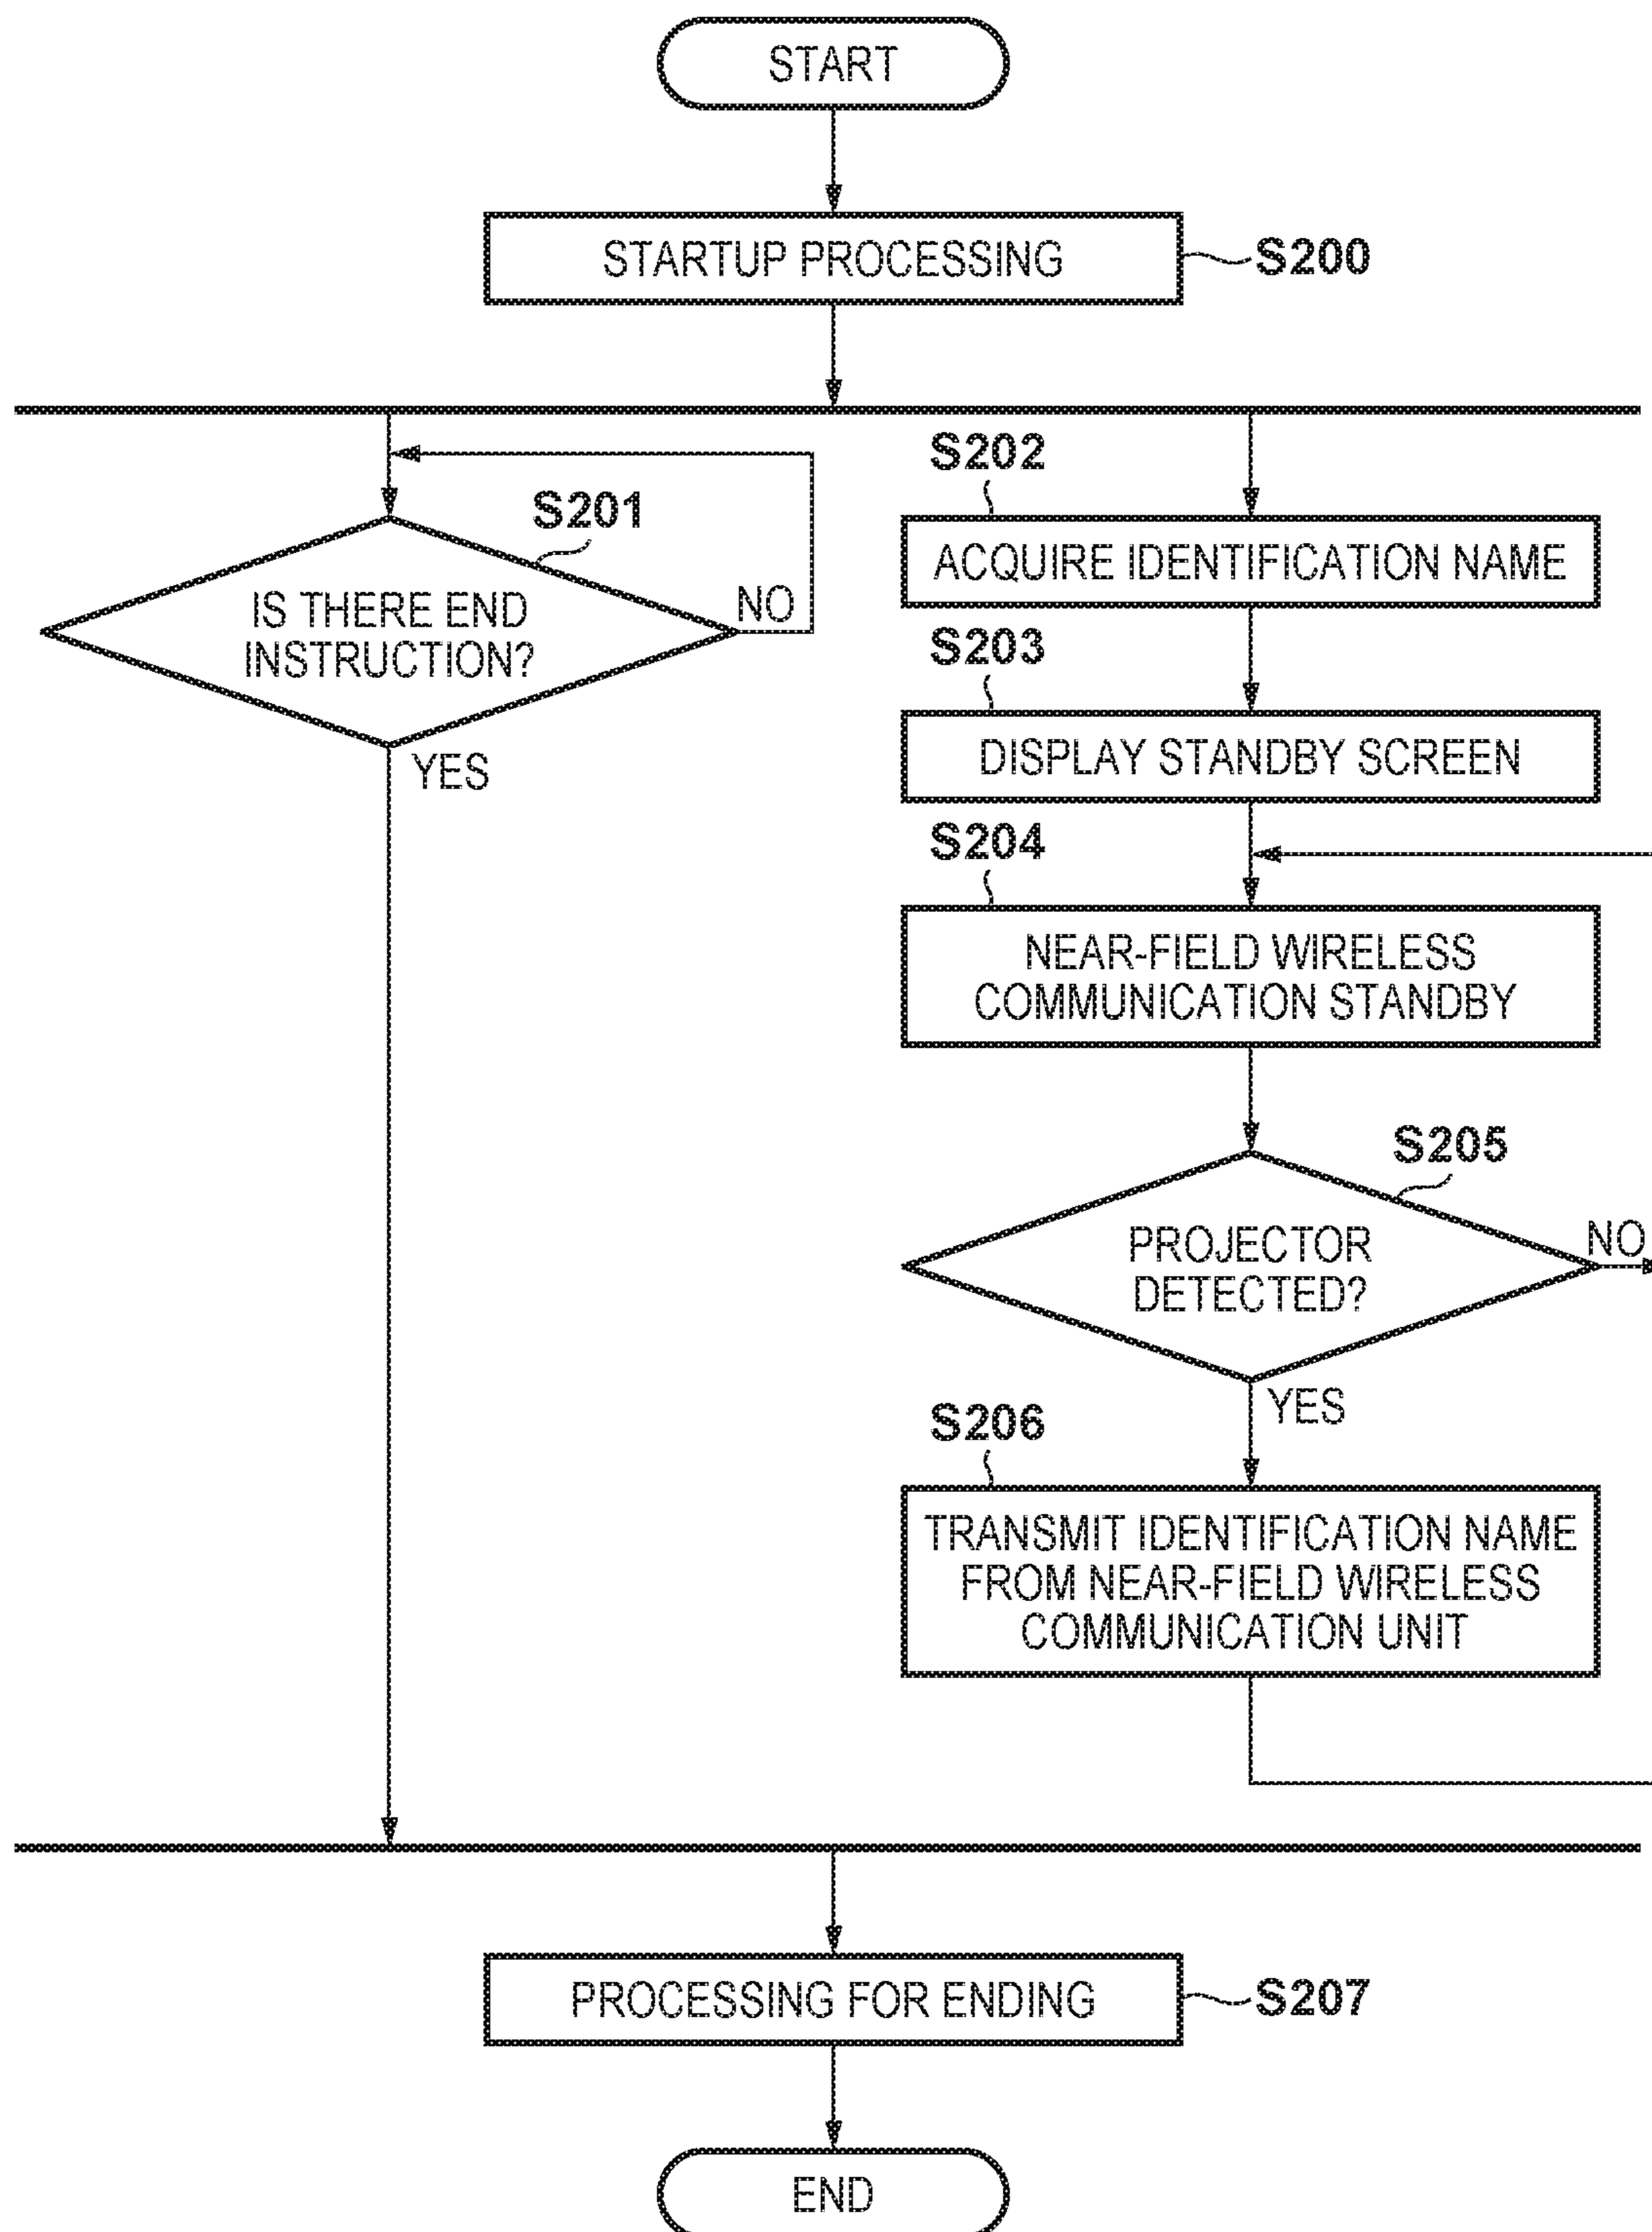 START
STARTUP PROCESSING
S200
S201
IS THERE END
INSTRUCTION?
NO
YES
S202
ACQUIRE IDENTIFICATION NAME
S203
DISPLAY STANDBY SCREEN
S204
NEAR-FIELD WIRELESS
COMMUNICATION STANDBY
S205
PROJECTOR
DETECTED?
NO
YES
S206
TRANSMIT IDENTIFICATION NAME
FROM NEAR-FIELD WIRELESS
COMMUNICATION UNIT
PROCESSING FOR ENDING
S207
END